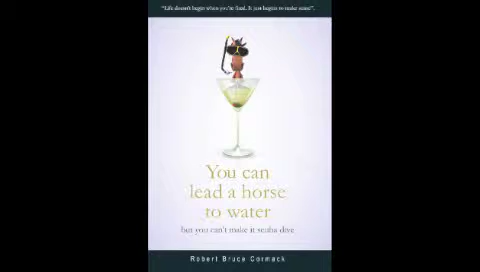 "Life doesn't begin when you're fired. It just begins to make sense".
You can
lead a horse
to water
but you can't make it scuba dive
Robert Bruce Cormack